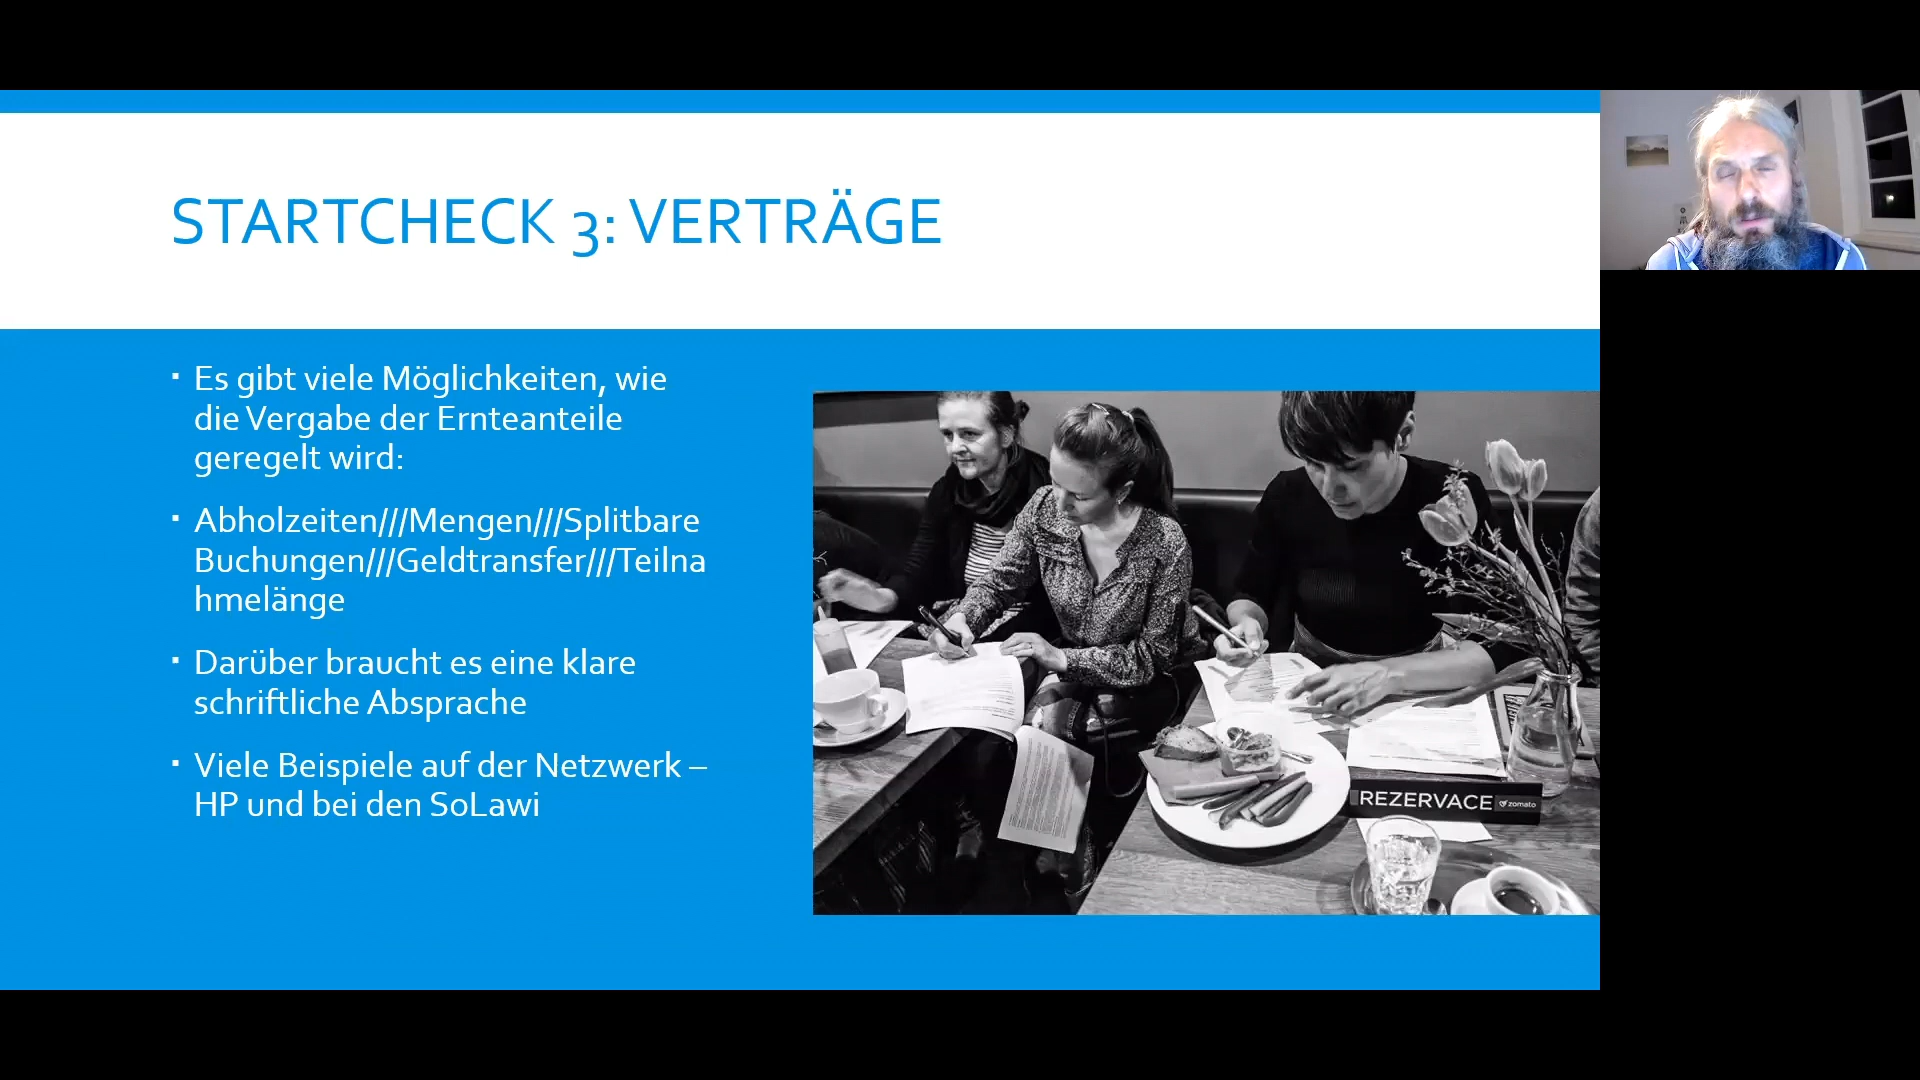 STARTCHECK 3: VERTRÄGE
Es gibt viele Möglichkeiten, wie
die Vergabe der Ernteanteile
geregelt wird:
Abholzeiten///Mengen///Splitbare
Buchungen///Geldtransfer///Teilna
hmelänge
Darüber braucht es eine klare
schriftliche Absprache
Viele Beispiele auf der Netzwerk –
HP und bei den SoLawi
REZERVACE zomato